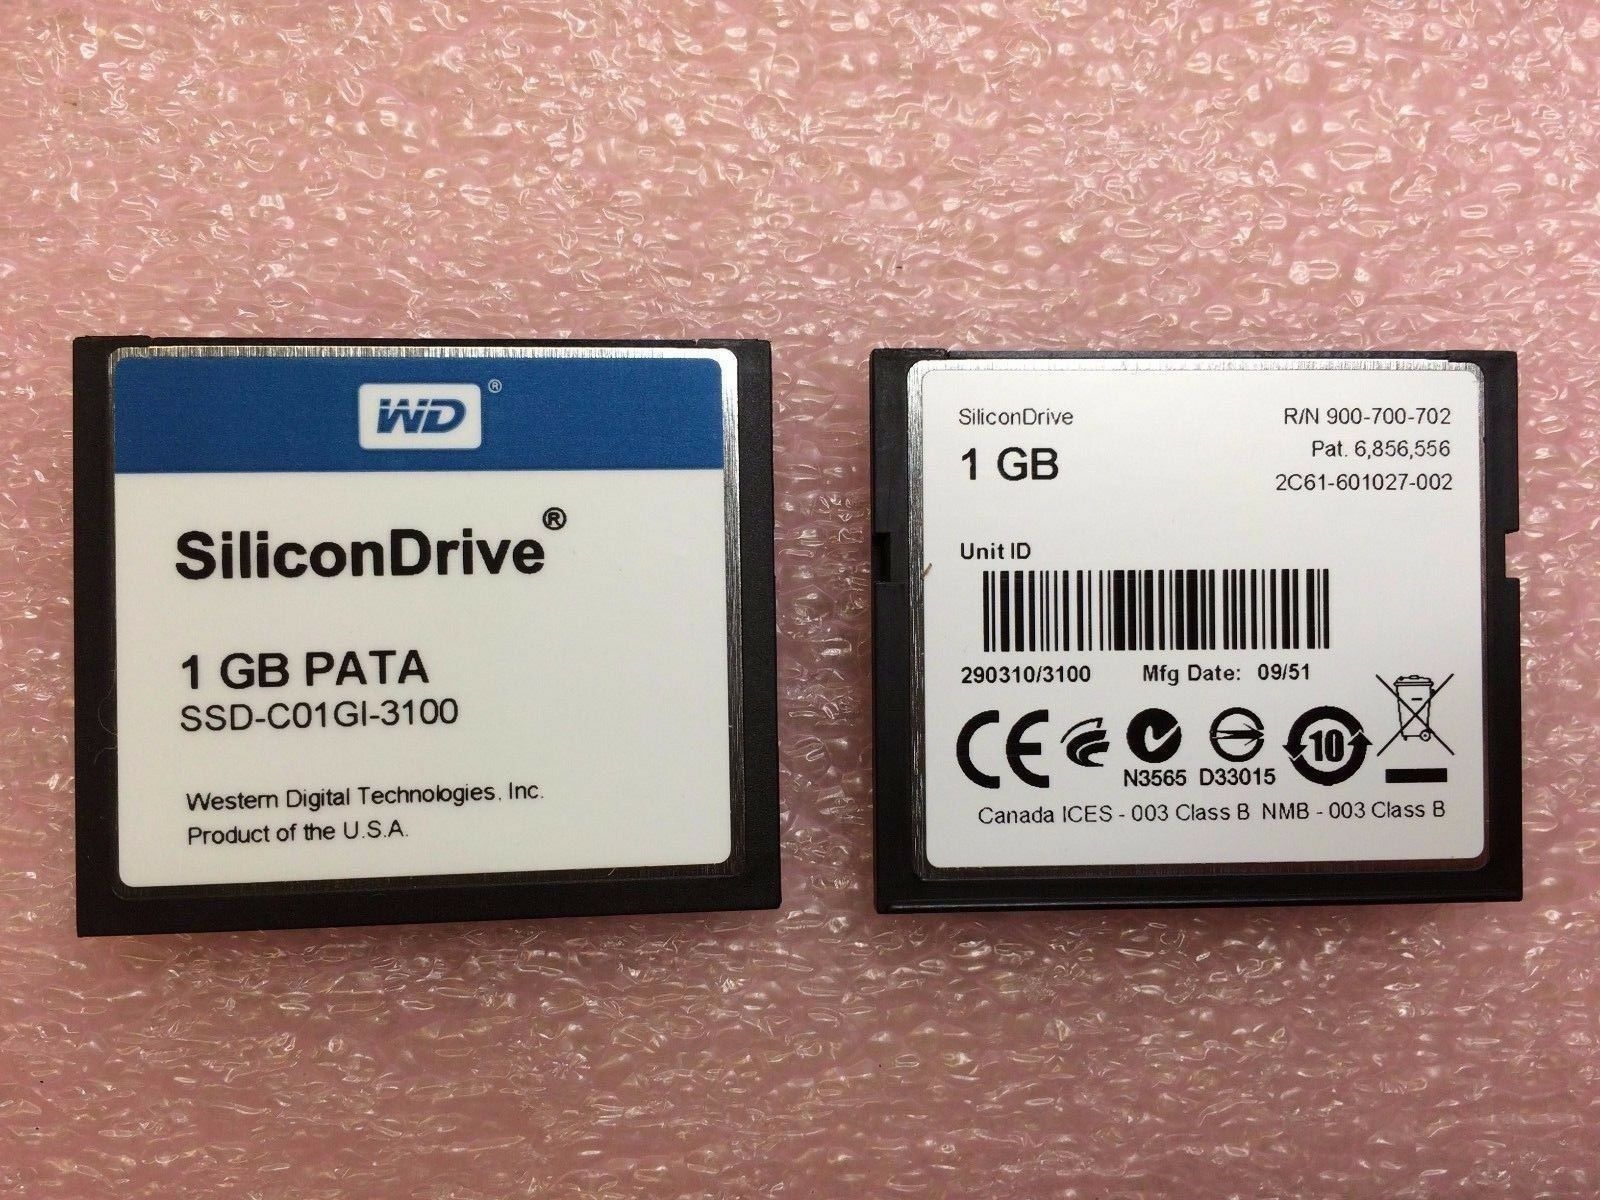 WD®
SiliconDrive®
1 GB PATA
SSD-C01GI-3100
Western Digital Technologies, Inc.
Product of the U.S.A.
SiliconDrive
R/N 900-700-702
1 GB
Pat. 6,856,556
2C61-601027-002
Unit ID
290310/3100 Mfg Date: 09/51
CE
10
N3565 D33015
Canada ICES - 003 Class B NMB - 003 Class B